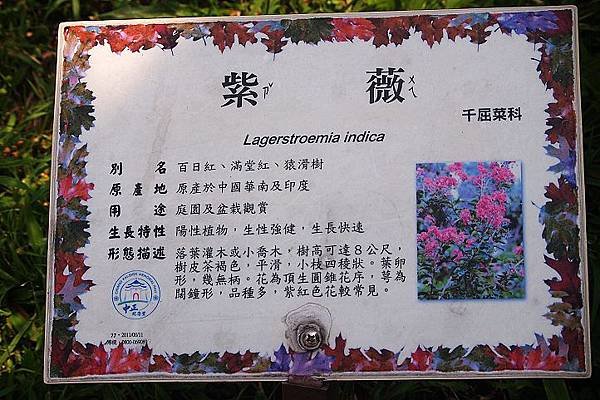 紫薇
ㄗˇ ㄨㄟˊ
千屈菜科
Lagerstroemia indica
別名 百日紅、滿堂紅、猿滑樹
原產地 原產於中國華南及印度
用途 庭園及盆栽觀賞
生長特性 陽性植物，生性強健，生長快速
形態描述 落葉灌木或小喬木，樹高可達8公尺，
樹皮茶褐色，平滑，小枝四稜狀。葉卵
形，幾無柄。花為頂生圓錐花序，萼為
闊鐘形，品種多，紫紅色花較常見。
中正